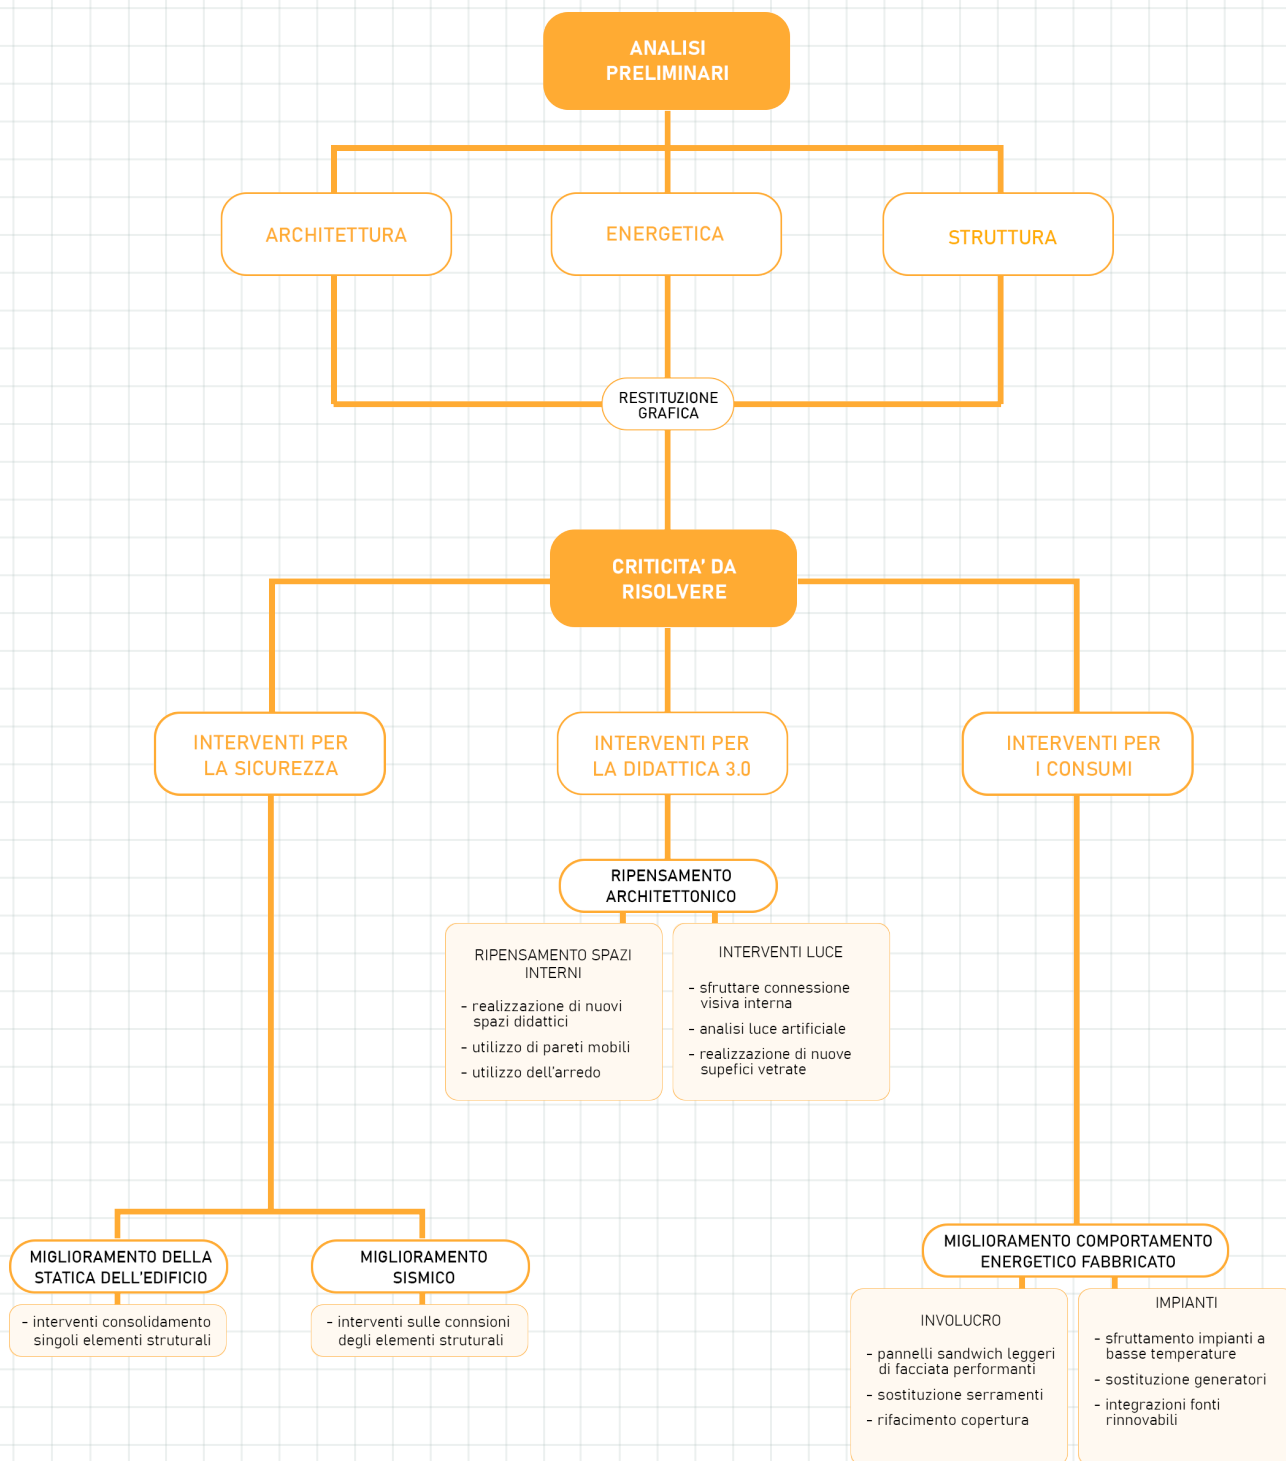 ANALISI
PRELIMINARI
ARCHITETTURA
ENERGETICA
STRUTTURA
RESTITUZIONE
GRAFICA
CRITICITA' DA
RISOLVERE
INTERVENTI PER
LA SICUREZZA
INTERVENTI PER
LA DIDATTICA 3.0
INTERVENTI PER
I CONSUMI
RIPENSAMENTO
ARCHITETTONICO
RIPENSAMENTO SPAZI
INTERNI
- realizzazione di nuovi
spazi didattici
- utilizzo di pareti mobili
- utilizzo dell'arredo
INTERVENTI LUCE
- sfruttare connessione
visiva interna
- analisi luce artificiale
- realizzazione di nuove
supefici vetrate
MIGLIORAMENTO DELLA
STATICA DELL'EDIFICIO
- interventi consolidamento
singoli elementi struturali
MIGLIORAMENTO
SISMICO
- interventi sulle connsioni
degli elementi struturali
MIGLIORAMENTO COMPORTAMENTO
ENERGETICO FABBRICATO
INVOLUCRO
- pannelli sandwich leggeri
di facciata performanti
- sostituzione serramenti
- rifacimento copertura
IMPIANTI
- sfruttamento impianti a
basse temperature
- sostituzione generatori
- integrazioni fonti
rinnovabili